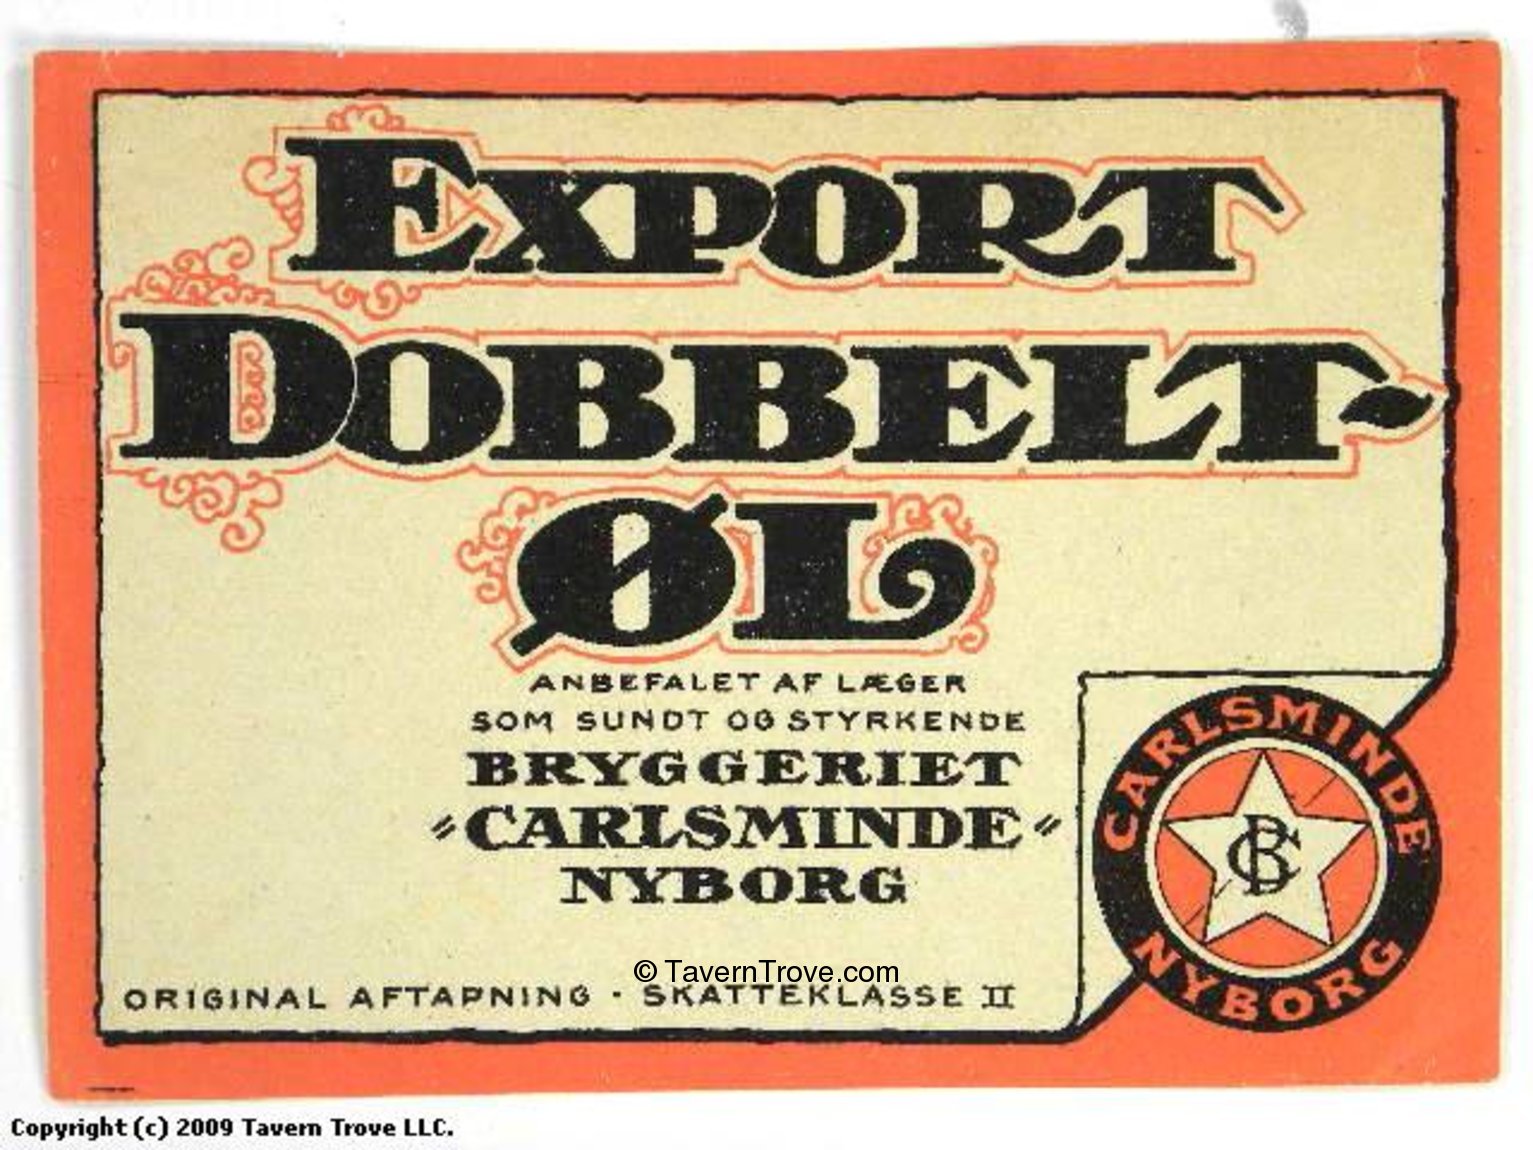 EXPORT
DOBBELT-
ØL
ANBEFALET AF LÆGER
SOM SUNDT OG STYRKENDE
BRYGGERIET
"CARLSMINDE"
NYBORG
CARLSMINDE
BC
NYBORG
© TavernTrove.com
ORIGINAL AFTAPNING · SKATTEKLASSE II
Copyright (c) 2009 Tavern Trove LLC.